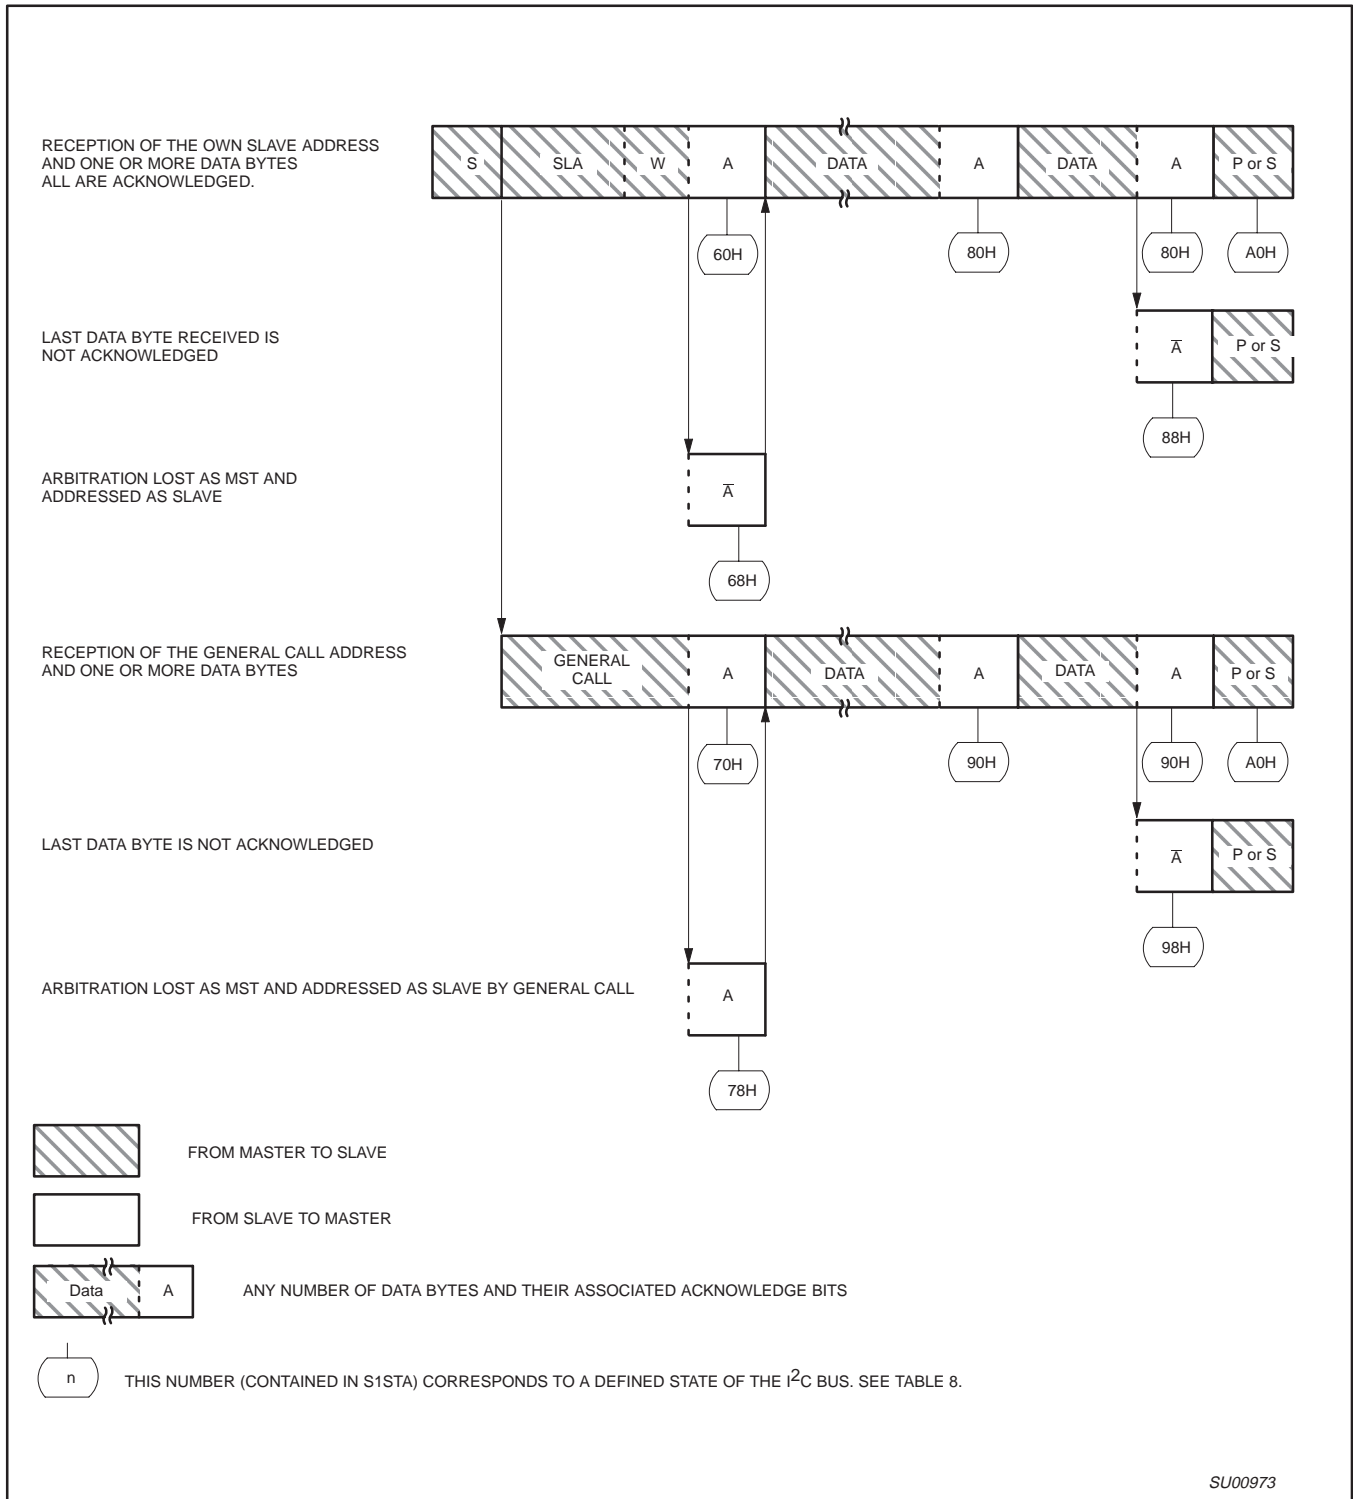 RECEPTION OF THE OWN SLAVE ADDRESS
AND ONE OR MORE DATA BYTES
ALL ARE ACKNOWLEDGED.
S SLA W A DATA A DATA A P or S
60H 80H 80H A0H
LAST DATA BYTE RECEIVED IS
NOT ACKNOWLEDGED
A̅ P or S
88H
ARBITRATION LOST AS MST AND
ADDRESSED AS SLAVE
A̅
68H
RECEPTION OF THE GENERAL CALL ADDRESS
AND ONE OR MORE DATA BYTES
GENERAL
CALL
A DATA A DATA A P or S
70H 90H 90H A0H
LAST DATA BYTE IS NOT ACKNOWLEDGED
A̅ P or S
98H
ARBITRATION LOST AS MST AND ADDRESSED AS SLAVE BY GENERAL CALL
A
78H
FROM MASTER TO SLAVE
FROM SLAVE TO MASTER
Data A ANY NUMBER OF DATA BYTES AND THEIR ASSOCIATED ACKNOWLEDGE BITS
n THIS NUMBER (CONTAINED IN S1STA) CORRESPONDS TO A DEFINED STATE OF THE I²C BUS. SEE TABLE 8.
SU00973